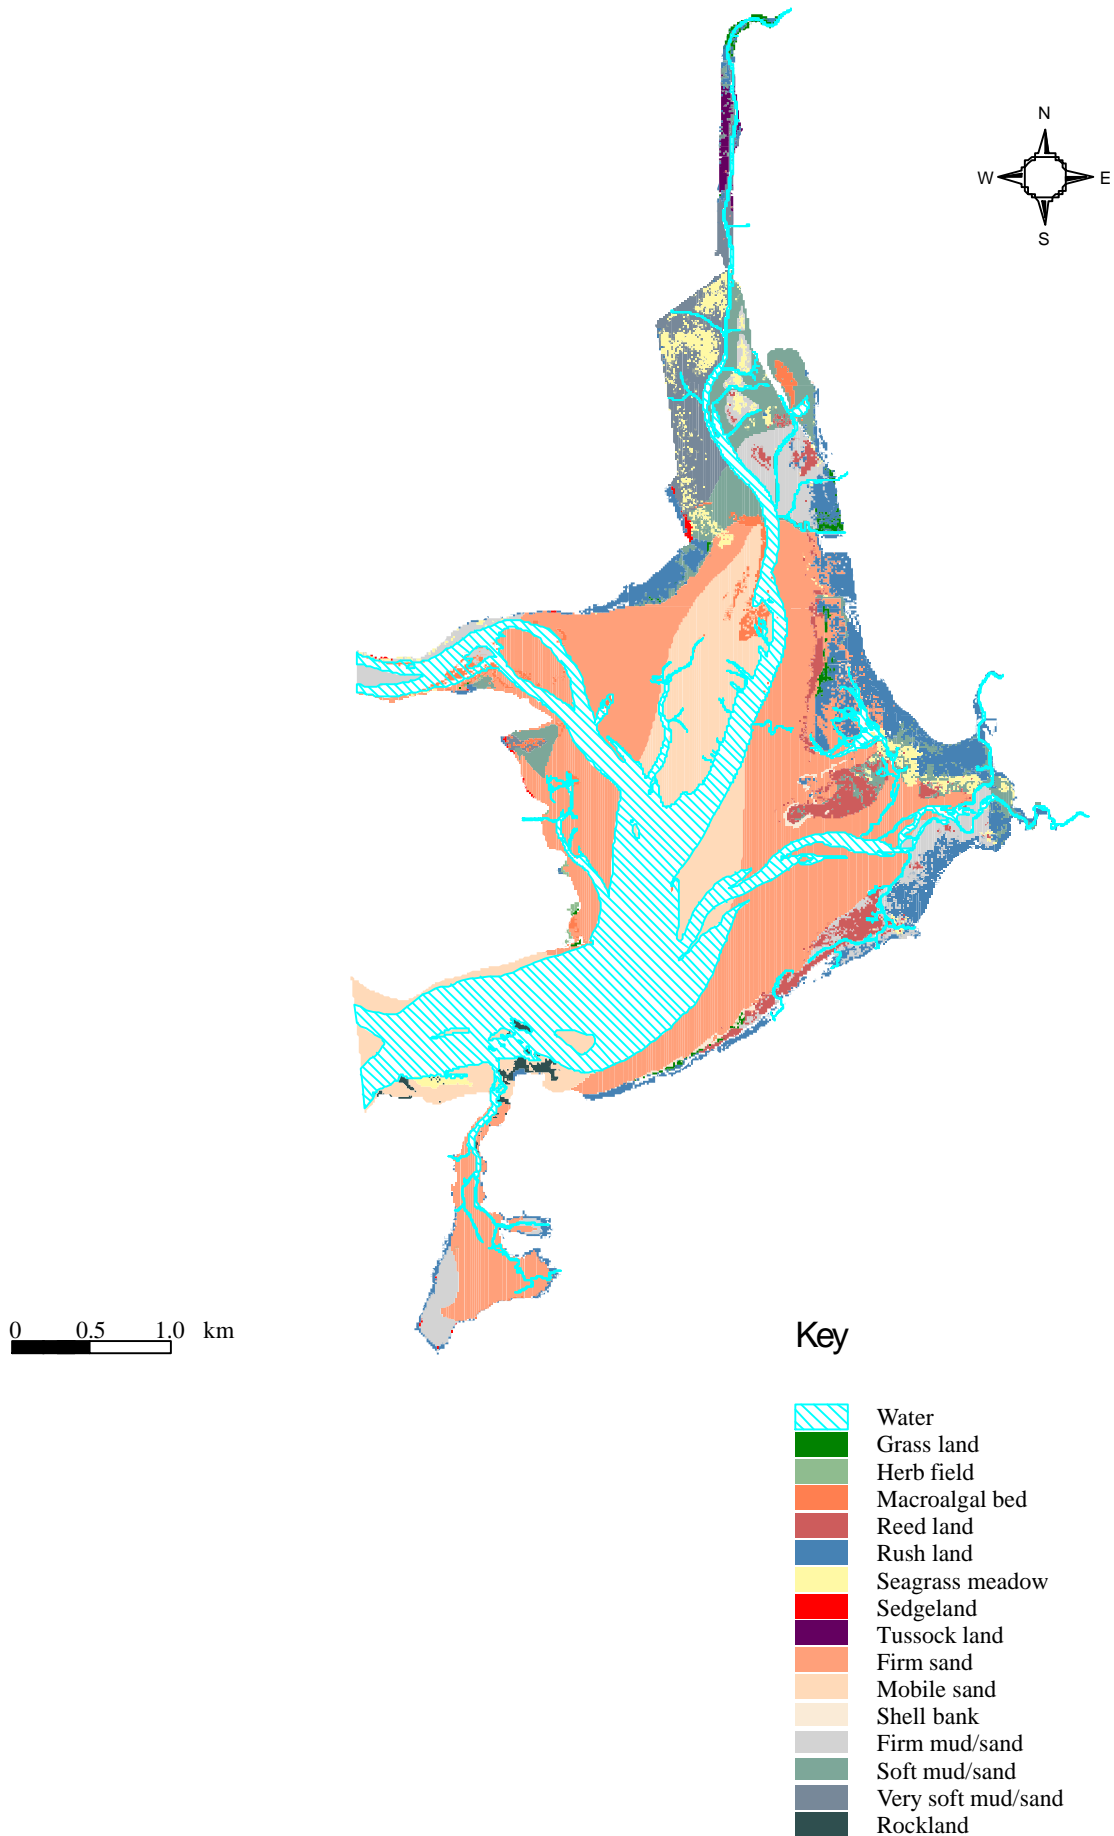 N
W E
S
0 0.5 1.0 km
Key
Water
Grass land
Herb field
Macroalgal bed
Reed land
Rush land
Seagrass meadow
Sedgeland
Tussock land
Firm sand
Mobile sand
Shell bank
Firm mud/sand
Soft mud/sand
Very soft mud/sand
Rockland